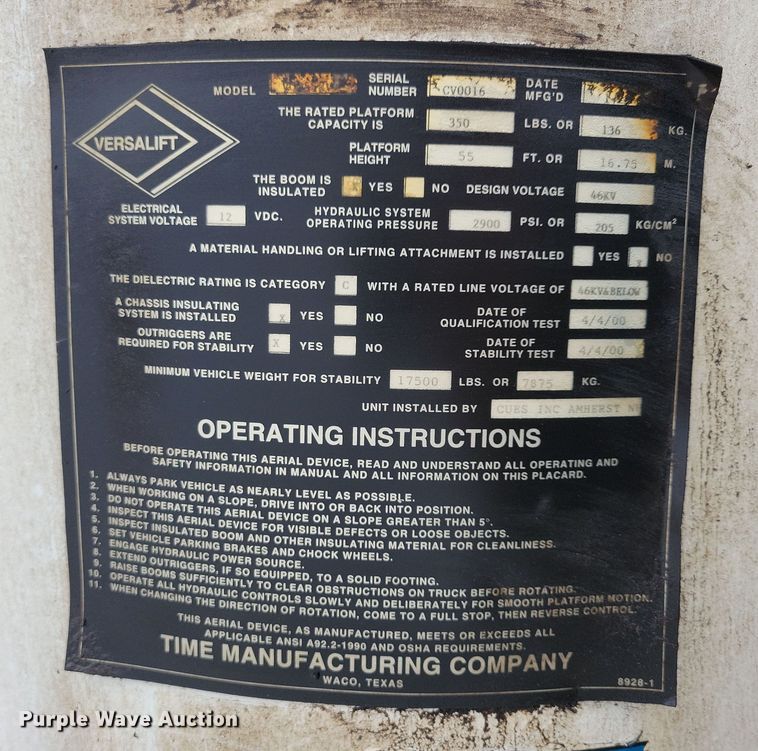 VERSALIFT
MODEL SERIAL NUMBER CV0016 DATE MFG'D
THE RATED PLATFORM CAPACITY IS 350 LBS. OR 136 KG.
PLATFORM HEIGHT 55 FT. OR 16.75 M.
THE BOOM IS INSULATED X YES NO DESIGN VOLTAGE 46KV
ELECTRICAL SYSTEM VOLTAGE 12 VDC. HYDRAULIC SYSTEM OPERATING PRESSURE 2900 PSI. OR 205 KG/CM²
A MATERIAL HANDLING OR LIFTING ATTACHMENT IS INSTALLED YES X NO
THE DIELECTRIC RATING IS CATEGORY C WITH A RATED LINE VOLTAGE OF 46KV&BELOW
A CHASSIS INSULATING SYSTEM IS INSTALLED X YES NO DATE OF QUALIFICATION TEST 4/4/00
OUTRIGGERS ARE REQUIRED FOR STABILITY X YES NO DATE OF STABILITY TEST 4/4/00
MINIMUM VEHICLE WEIGHT FOR STABILITY 17500 LBS. OR 7875 KG.
UNIT INSTALLED BY CUES INC AMHERST
OPERATING INSTRUCTIONS
BEFORE OPERATING THIS AERIAL DEVICE, READ AND UNDERSTAND ALL OPERATING AND
SAFETY INFORMATION IN MANUAL AND ALL INFORMATION ON THIS PLACARD.
1. ALWAYS PARK VEHICLE AS NEARLY LEVEL AS POSSIBLE.
2. WHEN WORKING ON A SLOPE, DRIVE INTO OR BACK INTO POSITION.
3. DO NOT OPERATE THIS AERIAL DEVICE ON A SLOPE GREATER THAN 5°.
4. INSPECT THIS AERIAL DEVICE FOR VISIBLE DEFECTS OR LOOSE OBJECTS.
5. INSPECT INSULATED BOOM AND OTHER INSULATING MATERIAL FOR CLEANLINESS.
6. SET VEHICLE PARKING BRAKES AND CHOCK WHEELS.
7. ENGAGE HYDRAULIC POWER SOURCE.
8. EXTEND OUTRIGGERS, IF SO EQUIPPED, TO A SOLID FOOTING.
9. RAISE BOOMS SUFFICIENTLY TO CLEAR OBSTRUCTIONS ON TRUCK BEFORE ROTATING.
10. OPERATE ALL HYDRAULIC CONTROLS SLOWLY AND DELIBERATELY FOR SMOOTH PLATFORM MOTION.
11. WHEN CHANGING THE DIRECTION OF ROTATION, COME TO A FULL STOP, THEN REVERSE CONTROL.
THIS AERIAL DEVICE, AS MANUFACTURED, MEETS OR EXCEEDS ALL
APPLICABLE ANSI A92.2-1990 AND OSHA REQUIREMENTS.
TIME MANUFACTURING COMPANY
WACO, TEXAS
8928-1
Purple Wave Auction